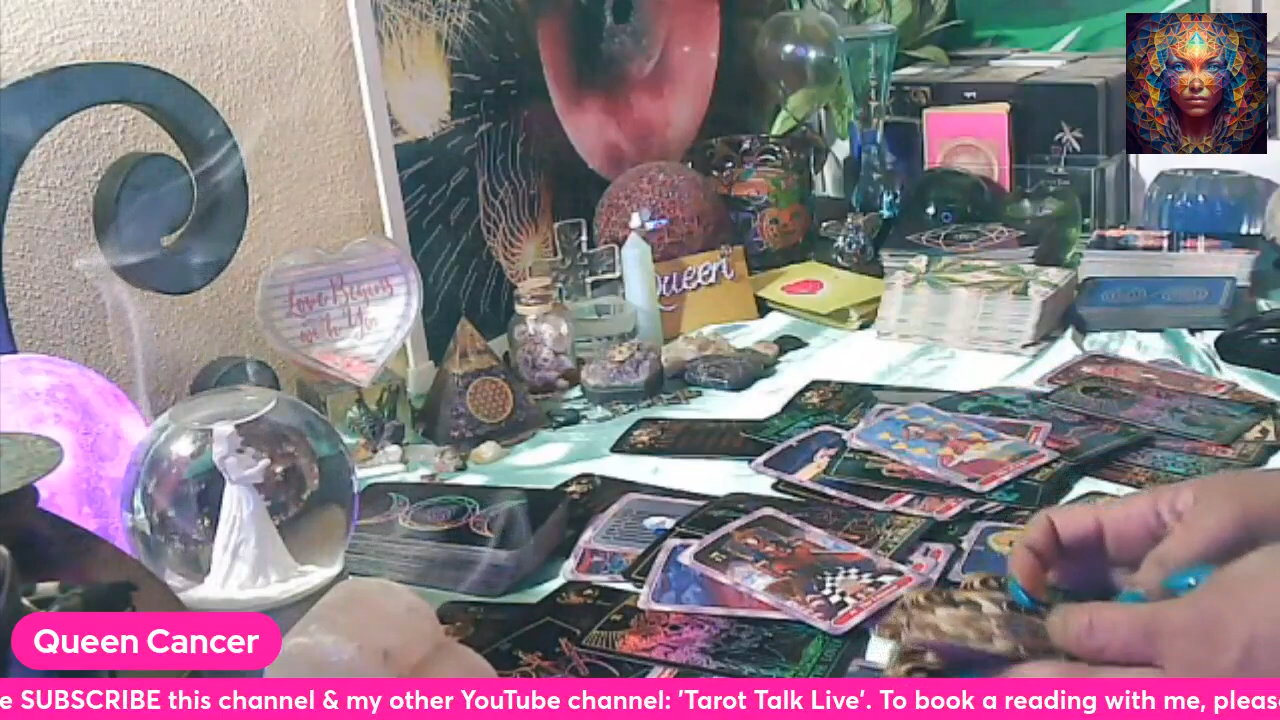 Love Begins
with You
Queen
Queen Cancer
e SUBSCRIBE this channel & my other YouTube channel: 'Tarot Talk Live'. To book a reading with me, pleas